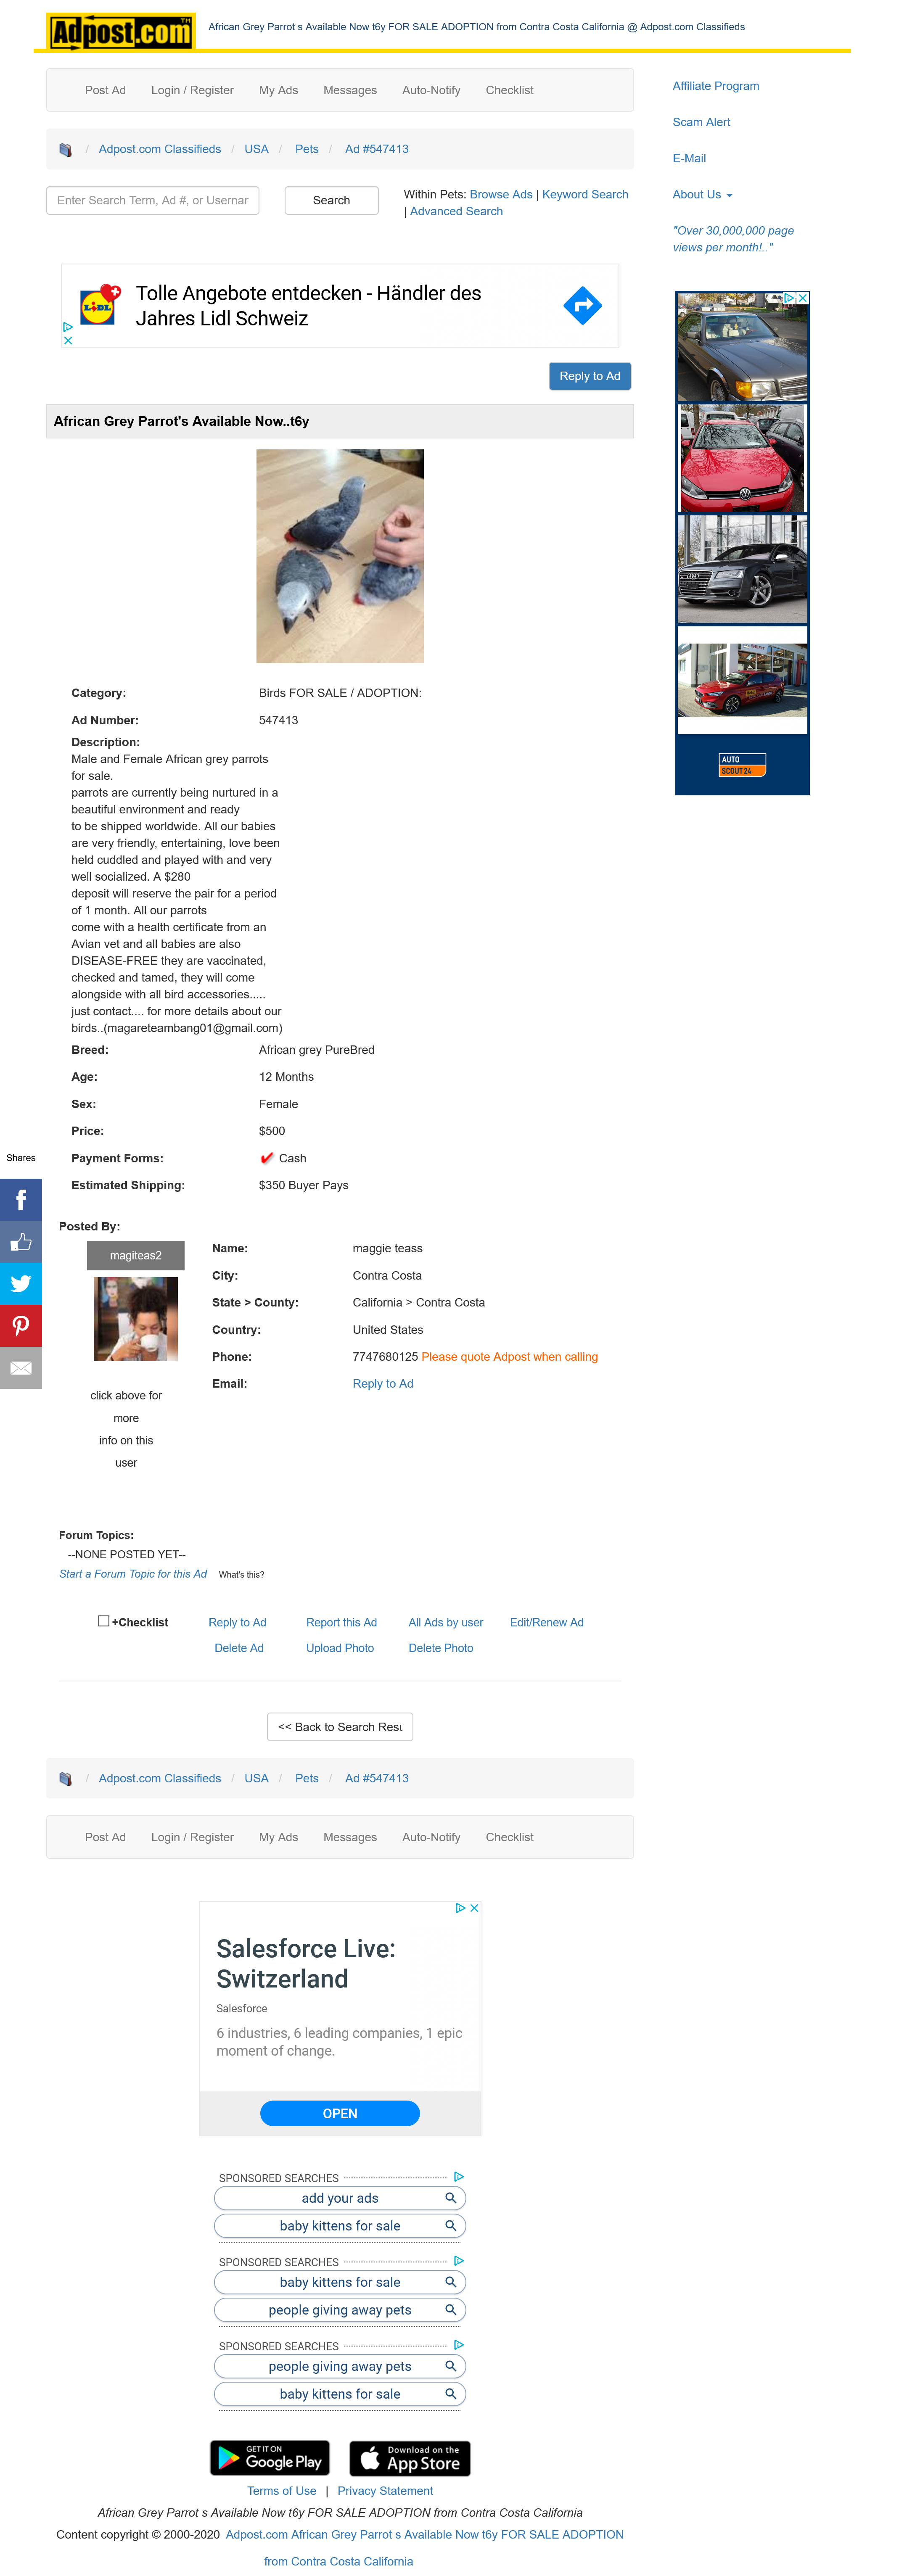 Adpost.com TM
African Grey Parrot s Available Now t6y FOR SALE ADOPTION from Contra Costa California @ Adpost.com Classifieds
Post Ad Login / Register My Ads Messages Auto-Notify Checklist
/ Adpost.com Classifieds / USA / Pets / Ad #547413
Enter Search Term, Ad #, or Usernar
Search
Within Pets: Browse Ads | Keyword Search
| Advanced Search
Affiliate Program
Scam Alert
E-Mail
About Us
"Over 30,000,000 page
views per month!.."
LIDL
Tolle Angebote entdecken - Händler des
Jahres Lidl Schweiz
Reply to Ad
African Grey Parrot's Available Now..t6y
AUTO
SCOUT24
Category: Birds FOR SALE / ADOPTION:
Ad Number: 547413
Description:
Male and Female African grey parrots
for sale.
parrots are currently being nurtured in a
beautiful environment and ready
to be shipped worldwide. All our babies
are very friendly, entertaining, love been
held cuddled and played with and very
well socialized. A $280
deposit will reserve the pair for a period
of 1 month. All our parrots
come with a health certificate from an
Avian vet and all babies are also
DISEASE-FREE they are vaccinated,
checked and tamed, they will come
alongside with all bird accessories.....
just contact.... for more details about our
birds..(magareteambang01@gmail.com)
Breed: African grey PureBred
Age: 12 Months
Sex: Female
Price: $500
Payment Forms: Cash
Estimated Shipping: $350 Buyer Pays
Shares
Posted By:
magiteas2
click above for
more
info on this
user
Name: maggie teass
City: Contra Costa
State > County: California > Contra Costa
Country: United States
Phone: 7747680125 Please quote Adpost when calling
Email: Reply to Ad
Forum Topics:
--NONE POSTED YET--
Start a Forum Topic for this Ad What's this?
+Checklist Reply to Ad Report this Ad All Ads by user Edit/Renew Ad
Delete Ad Upload Photo Delete Photo
<< Back to Search Resu
/ Adpost.com Classifieds / USA / Pets / Ad #547413
Post Ad Login / Register My Ads Messages Auto-Notify Checklist
Salesforce Live:
Switzerland
Salesforce
6 industries, 6 leading companies, 1 epic
moment of change.
OPEN
SPONSORED SEARCHES
add your ads
baby kittens for sale
SPONSORED SEARCHES
baby kittens for sale
people giving away pets
SPONSORED SEARCHES
people giving away pets
baby kittens for sale
GET IT ON
Google Play
Download on the
App Store
Terms of Use | Privacy Statement
African Grey Parrot s Available Now t6y FOR SALE ADOPTION from Contra Costa California
Content copyright © 2000-2020 Adpost.com African Grey Parrot s Available Now t6y FOR SALE ADOPTION
from Contra Costa California